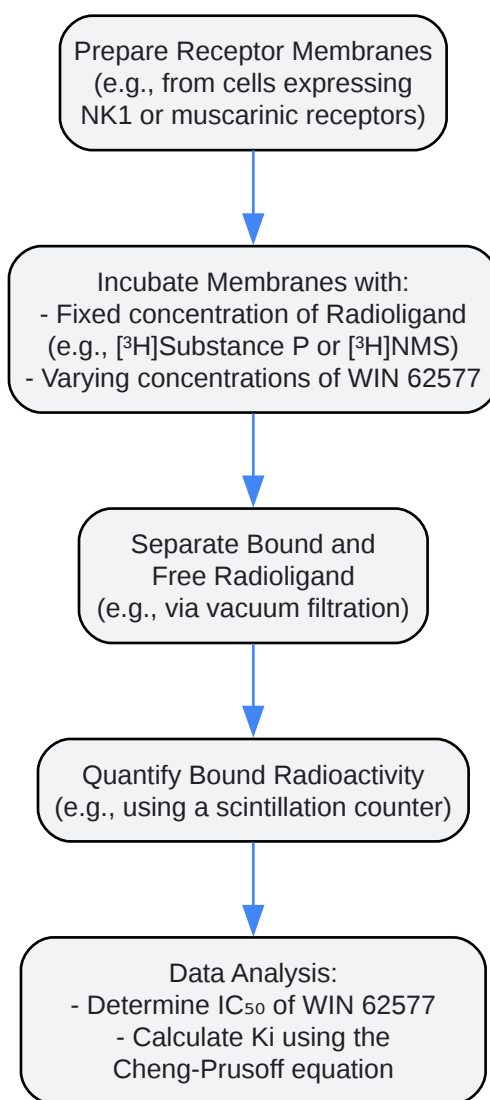 Prepare Receptor Membranes
(e.g., from cells expressing
NK1 or muscarinic receptors)
Incubate Membranes with:
- Fixed concentration of Radioligand
(e.g., [³H]Substance P or [³H]NMS)
- Varying concentrations of WIN 62577
Separate Bound and
Free Radioligand
(e.g., via vacuum filtration)
Quantify Bound Radioactivity
(e.g., using a scintillation counter)
Data Analysis:
- Determine IC₅₀ of WIN 62577
- Calculate Ki using the
Cheng-Prusoff equation